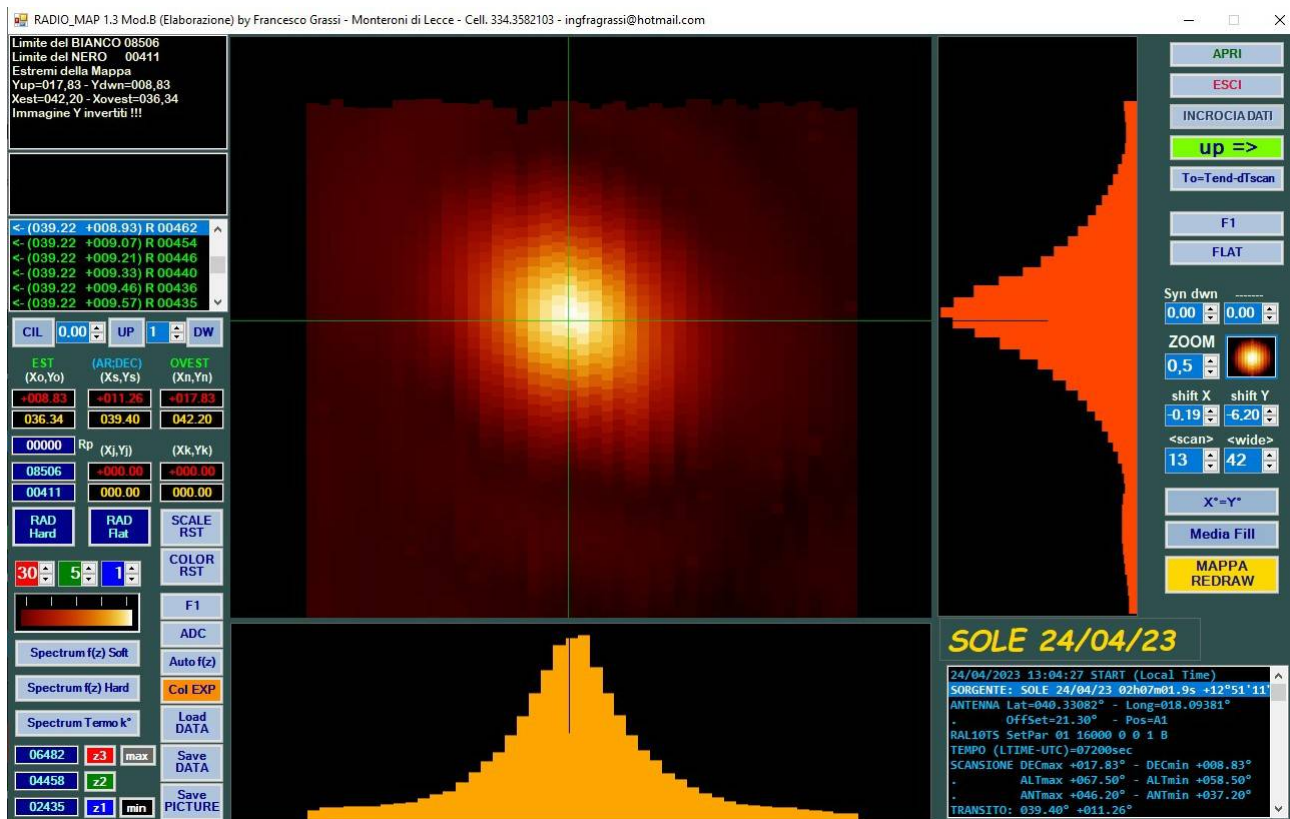 RADIO_MAP 1.3 Mod.B (Elaborazione) by Francesco Grassi - Monteroni di Lecce - Cell. 334.3582103 - ingfragrassi@hotmail.com
Limite del BIANCO 08506
Limite del NERO 00411
Estremi della Mappa
Yup=017,83 - Ydwn=008,83
Xest=042,20 - Xovest=036,34
Immagine Y invertiti !!!
<- (039.22 +008.93) R 00462
<- (039.22 +009.07) R 00454
<- (039.22 +009.21) R 00446
<- (039.22 +009.33) R 00440
<- (039.22 +009.46) R 00436
<- (039.22 +009.57) R 00435
CIL 0,00 UP 1 DW
EST (AR;DEC) OVEST
(Xo,Yo) (Xs,Ys) (Xn,Yn)
+008.83 +011.26 +017.83
036.34 039.40 042.20
00000 Rp (Xj,Yj) (Xk,Yk)
08506 +000.00 +000.00
00411 000.00 000.00
RAD Hard
RAD Flat
SCALE RST
COLOR RST
30 5 1
F1
ADC
Spectrum f(z) Soft
Auto f(z)
Spectrum f(z) Hard
Col EXP
Spectrum Termo k°
Load DATA
06482 z3 max
Save DATA
04458 z2
02435 z1 min
Save PICTURE
APRI
ESCI
INCROCIA DATI
up =>
To=Tend-dTscan
F1
FLAT
Syn dwn -------
0,00 0,00
ZOOM
0,5
shift X shift Y
-0,19 -6,20
<scan> <wide>
13 42
X°=Y°
Media Fill
MAPPA
REDRAW
SOLE 24/04/23
24/04/2023 13:04:27 START (Local Time)
SORGENTE: SOLE 24/04/23 02h07m01.9s +12°51'11'
ANTENNA Lat=040.33082° - Long=018.09381°
. OffSet=21.30° - Pos=A1
RAL10TS SetPar 01 16000 0 0 1 B
TEMPO (LTIME-UTC)=07200sec
SCANSIONE DECmax +017.83° - DECmin +008.83°
. ALTmax +067.50° - ALTmin +058.50°
. ANTmax +046.20° - ANTmin +037.20°
TRANSITO: 039.40° +011.26°